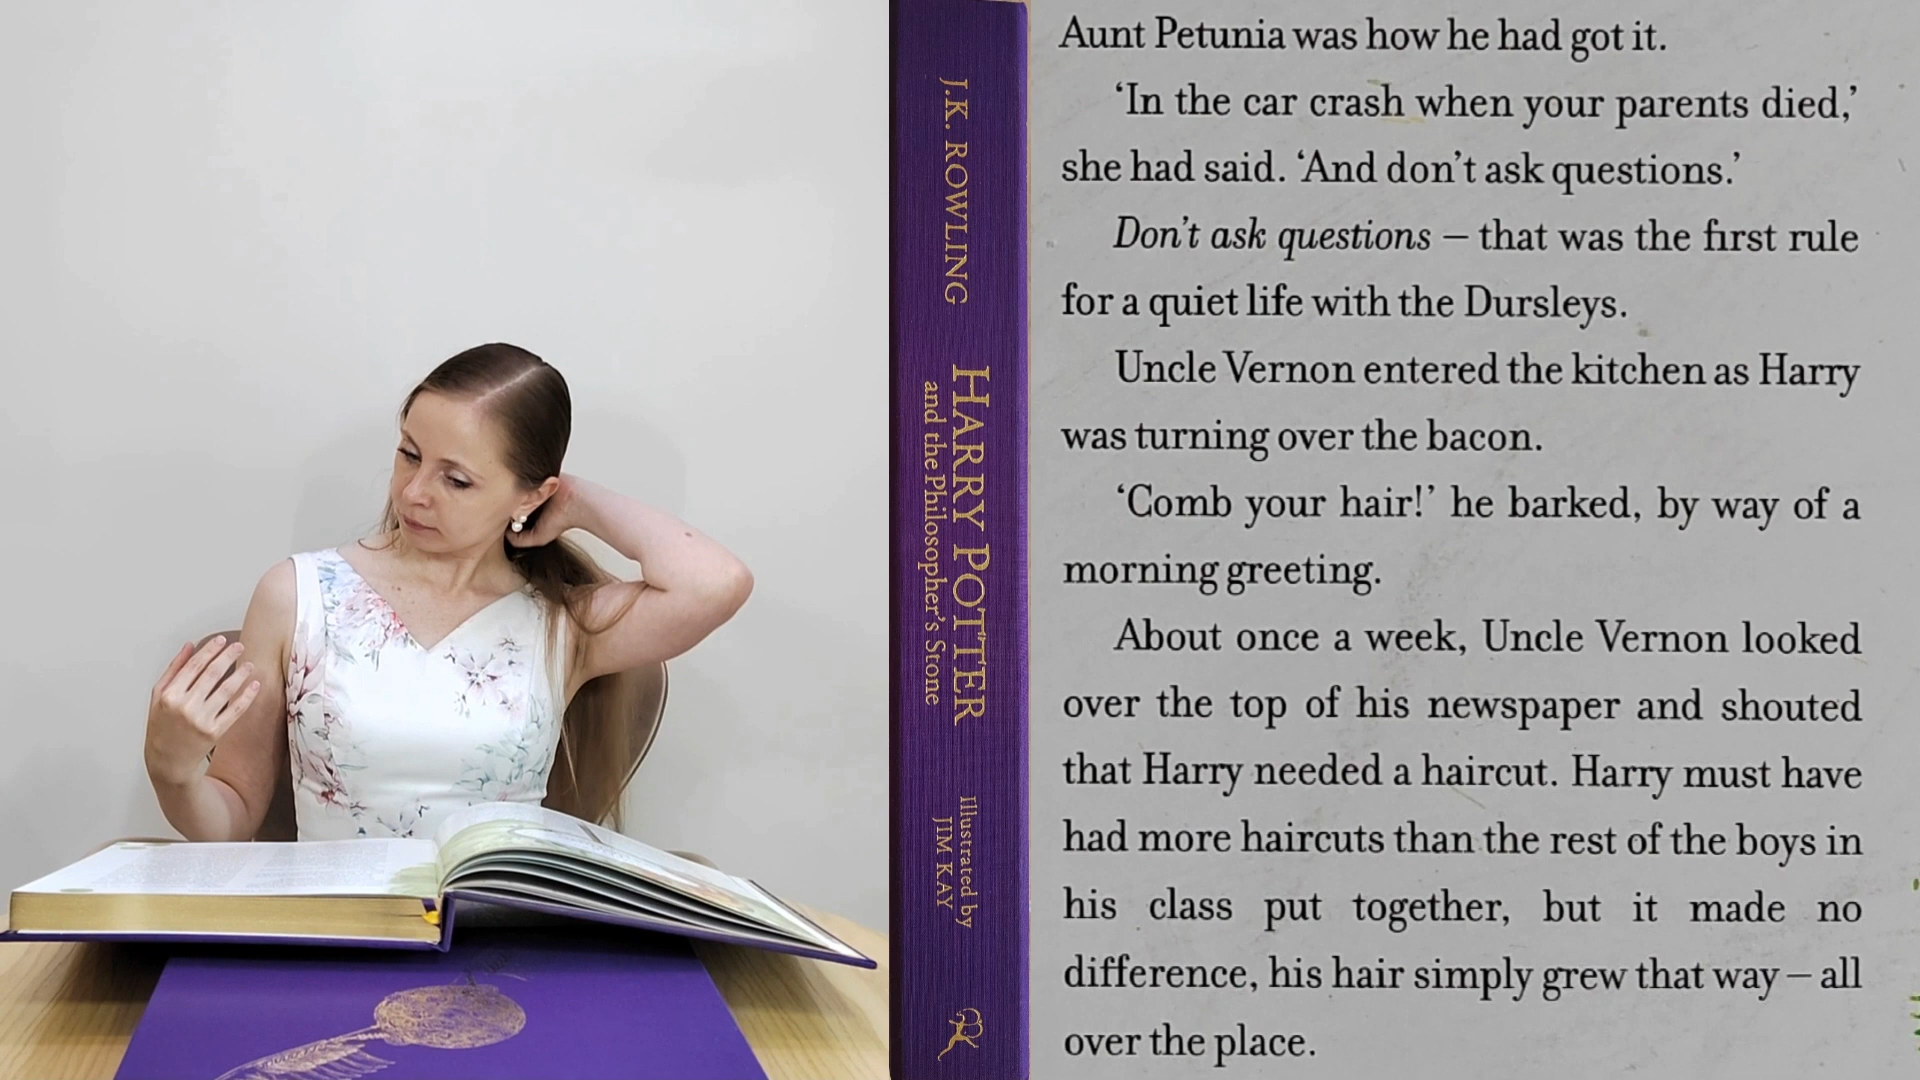 J.K. ROWLING
HARRY POTTER
and the Philosopher's Stone
Illustrated by
JIM KAY
Aunt Petunia was how he had got it.
‘In the car crash when your parents died,’
she had said. ‘And don’t ask questions.’
Don’t ask questions – that was the first rule
for a quiet life with the Dursleys.
Uncle Vernon entered the kitchen as Harry
was turning over the bacon.
‘Comb your hair!’ he barked, by way of a
morning greeting.
About once a week, Uncle Vernon looked
over the top of his newspaper and shouted
that Harry needed a haircut. Harry must have
had more haircuts than the rest of the boys in
his class put together, but it made no
difference, his hair simply grew that way – all
over the place.